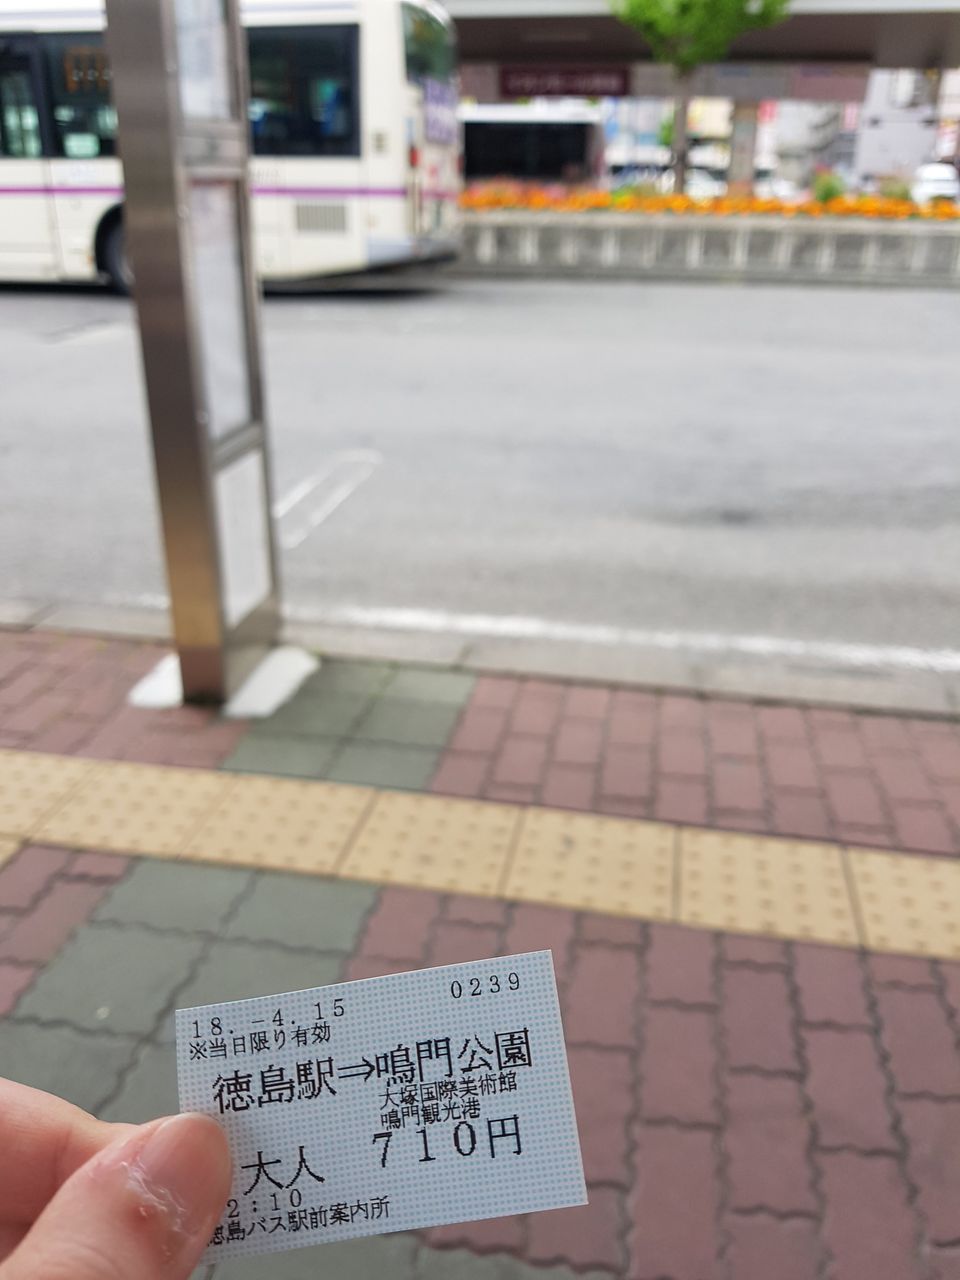 18.-4.15
0239
※当日限り有効
徳島駅⇒鳴門公園
大塚国際美術館
鳴門観光港
大人 710円
2:10
徳島バス駅前案内所